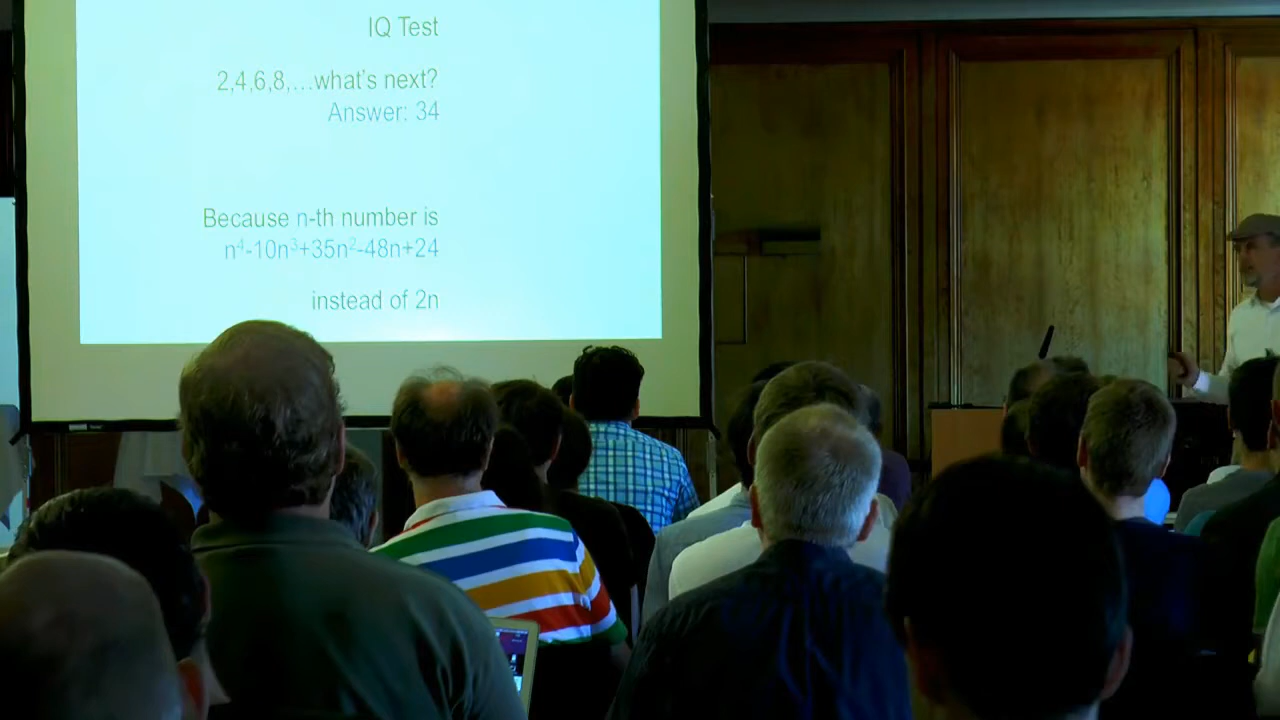 IQ Test
2,4,6,8,…what's next?
Answer: 34
Because n-th number is
n⁴-10n³+35n²-48n+24
instead of 2n